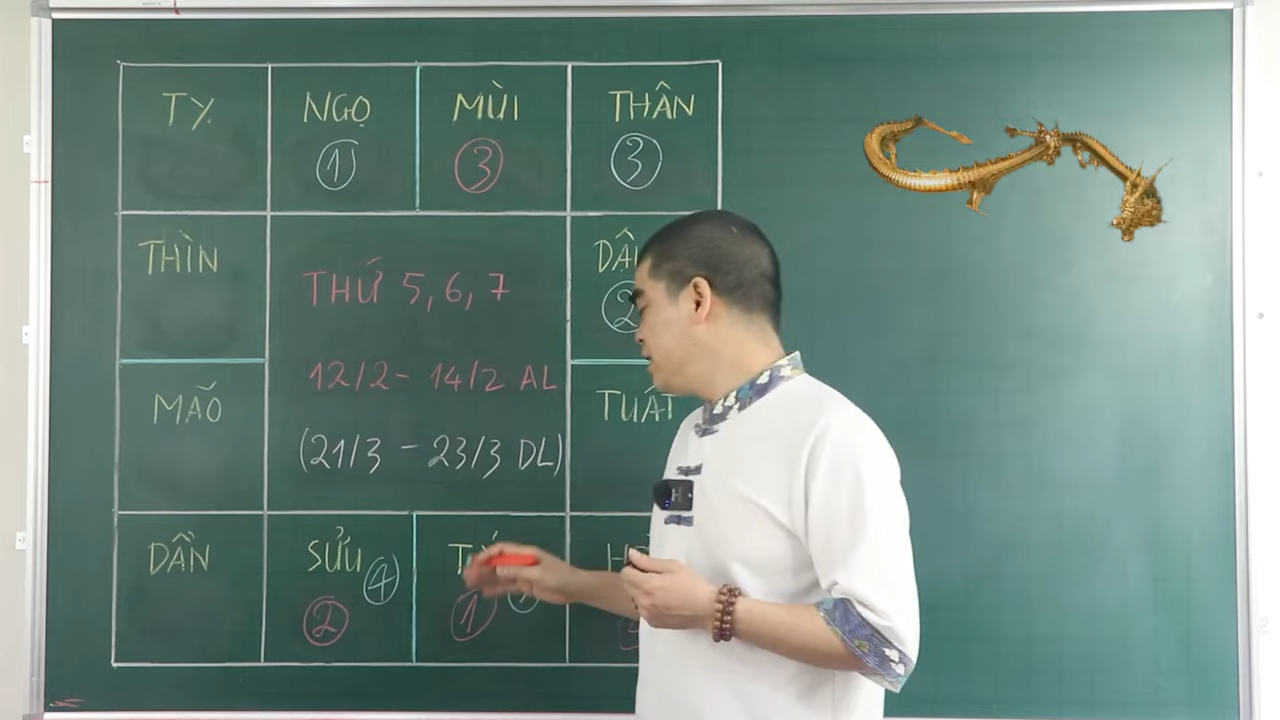 TỴ
NGỌ
MÙI
THÂN
1
3
3
THÌN
THỨ 5, 6, 7
2
MÃO
12/2 - 14/2 AL
TUẤT
(21/3 - 23/3 DL)
DẦN
SỬU
4
2
1